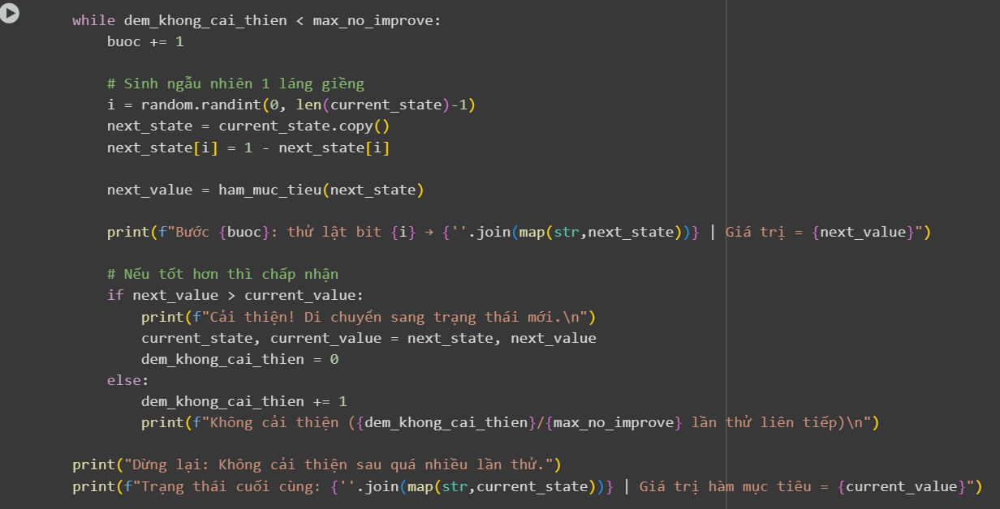 while dem_khong_cai_thien < max_no_improve:
buoc += 1
# Sinh ngẫu nhiên 1 láng giềng
i = random.randint(0, len(current_state)-1)
next_state = current_state.copy()
next_state[i] = 1 - next_state[i]
next_value = ham_muc_tieu(next_state)
print(f"Bước {buoc}: thử lật bit {i} → {''.join(map(str,next_state))} | Giá trị = {next_value}")
# Nếu tốt hơn thì chấp nhận
if next_value > current_value:
print(f"Cải thiện! Di chuyển sang trạng thái mới.\n")
current_state, current_value = next_state, next_value
dem_khong_cai_thien = 0
else:
dem_khong_cai_thien += 1
print(f"Không cải thiện ({dem_khong_cai_thien}/{max_no_improve} lần thử liên tiếp)\n")
print("Dừng lại: Không cải thiện sau quá nhiều lần thử.")
print(f"Trạng thái cuối cùng: {''.join(map(str,current_state))} | Giá trị hàm mục tiêu = {current_value}")